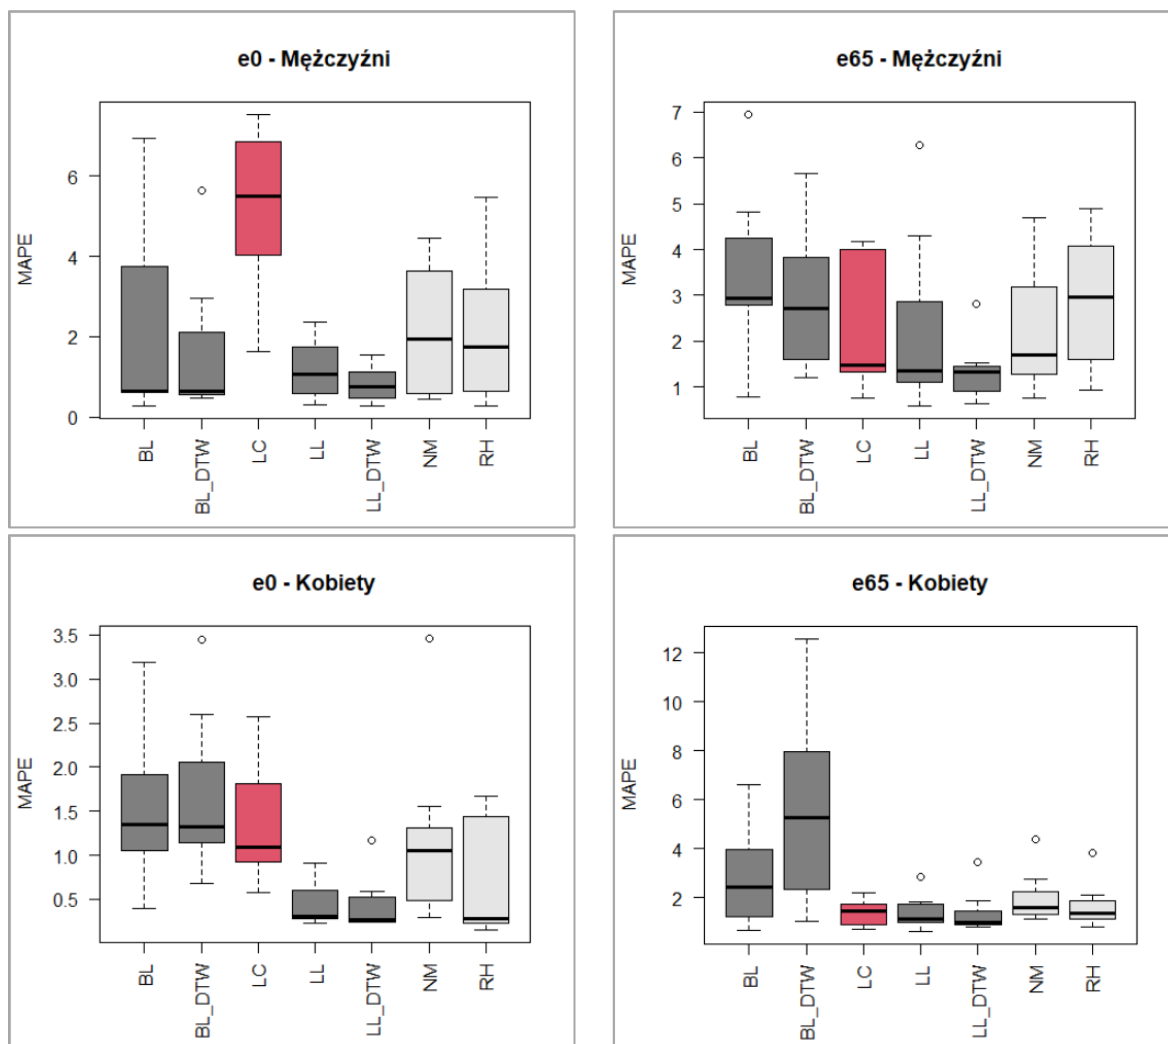 e0 - Mężczyźni
MAPE
6
4
2
0
BL
BL_DTW
LC
LL
LL_DTW
NM
RH
e65 - Mężczyźni
MAPE
7
6
5
4
3
2
1
BL
BL_DTW
LC
LL
LL_DTW
NM
RH
e0 - Kobiety
MAPE
3.5
3.0
2.5
2.0
1.5
1.0
0.5
BL
BL_DTW
LC
LL
LL_DTW
NM
RH
e65 - Kobiety
MAPE
12
10
8
6
4
2
BL
BL_DTW
LC
LL
LL_DTW
NM
RH